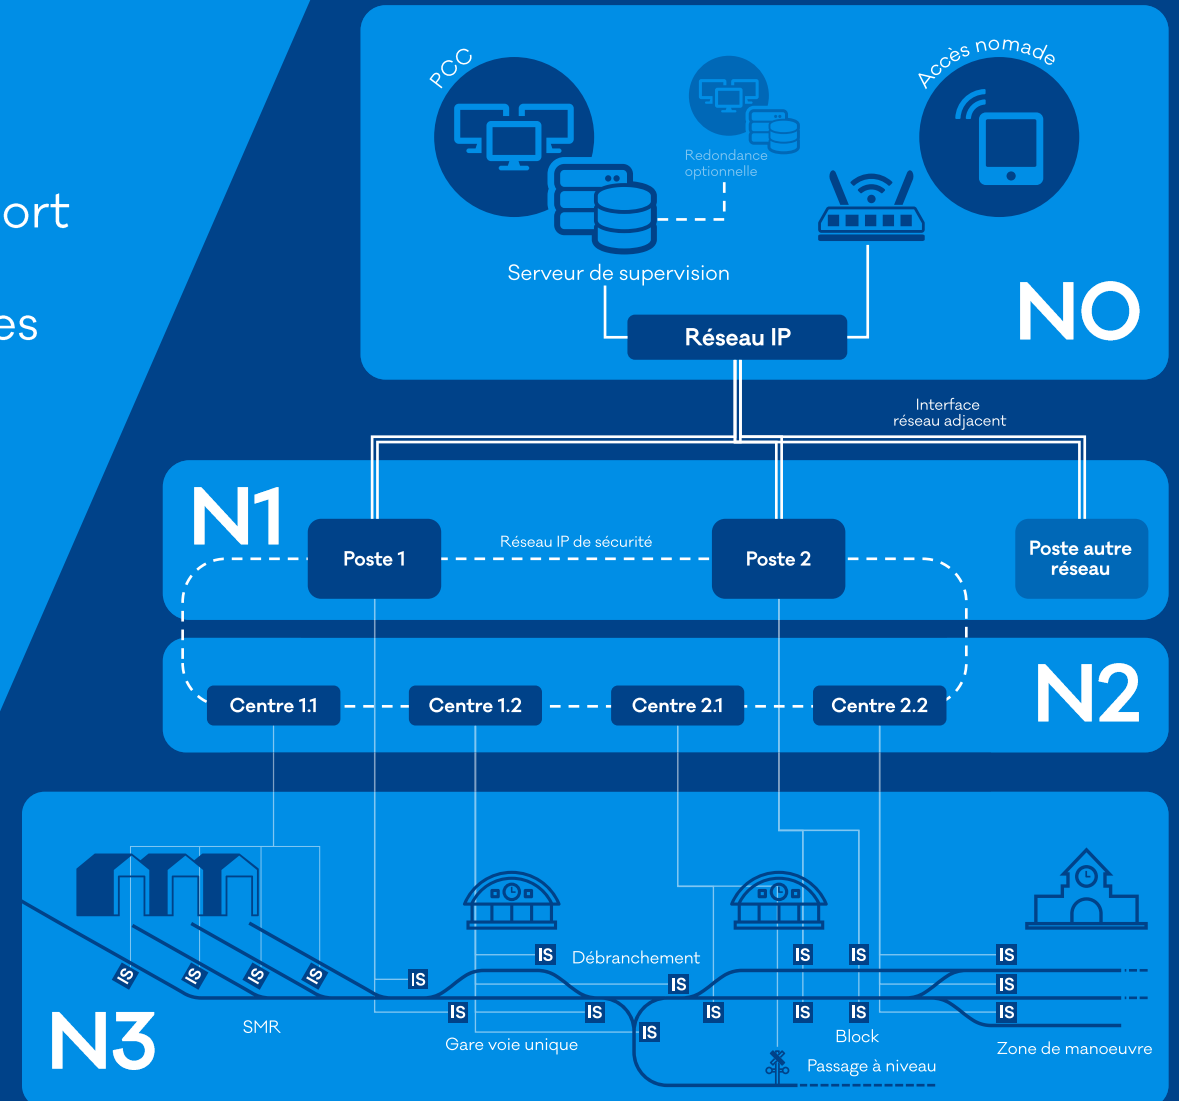 ort
es
PCC
Accès nomade
Redondance
optionnelle
Serveur de supervision
NO
Réseau IP
Interface
réseau adjacent
N1
Poste 1
Réseau IP de sécurité
Poste 2
Poste autre
réseau
N2
Centre 1.1
Centre 1.2
Centre 2.1
Centre 2.2
N3
IS
IS
IS
IS
IS
IS
IS
Débranchement
IS
IS
IS
IS
IS
IS
IS
IS
IS
IS
IS
IS
SMR
Gare voie unique
Block
Zone de manoeuvre
Passage à niveau